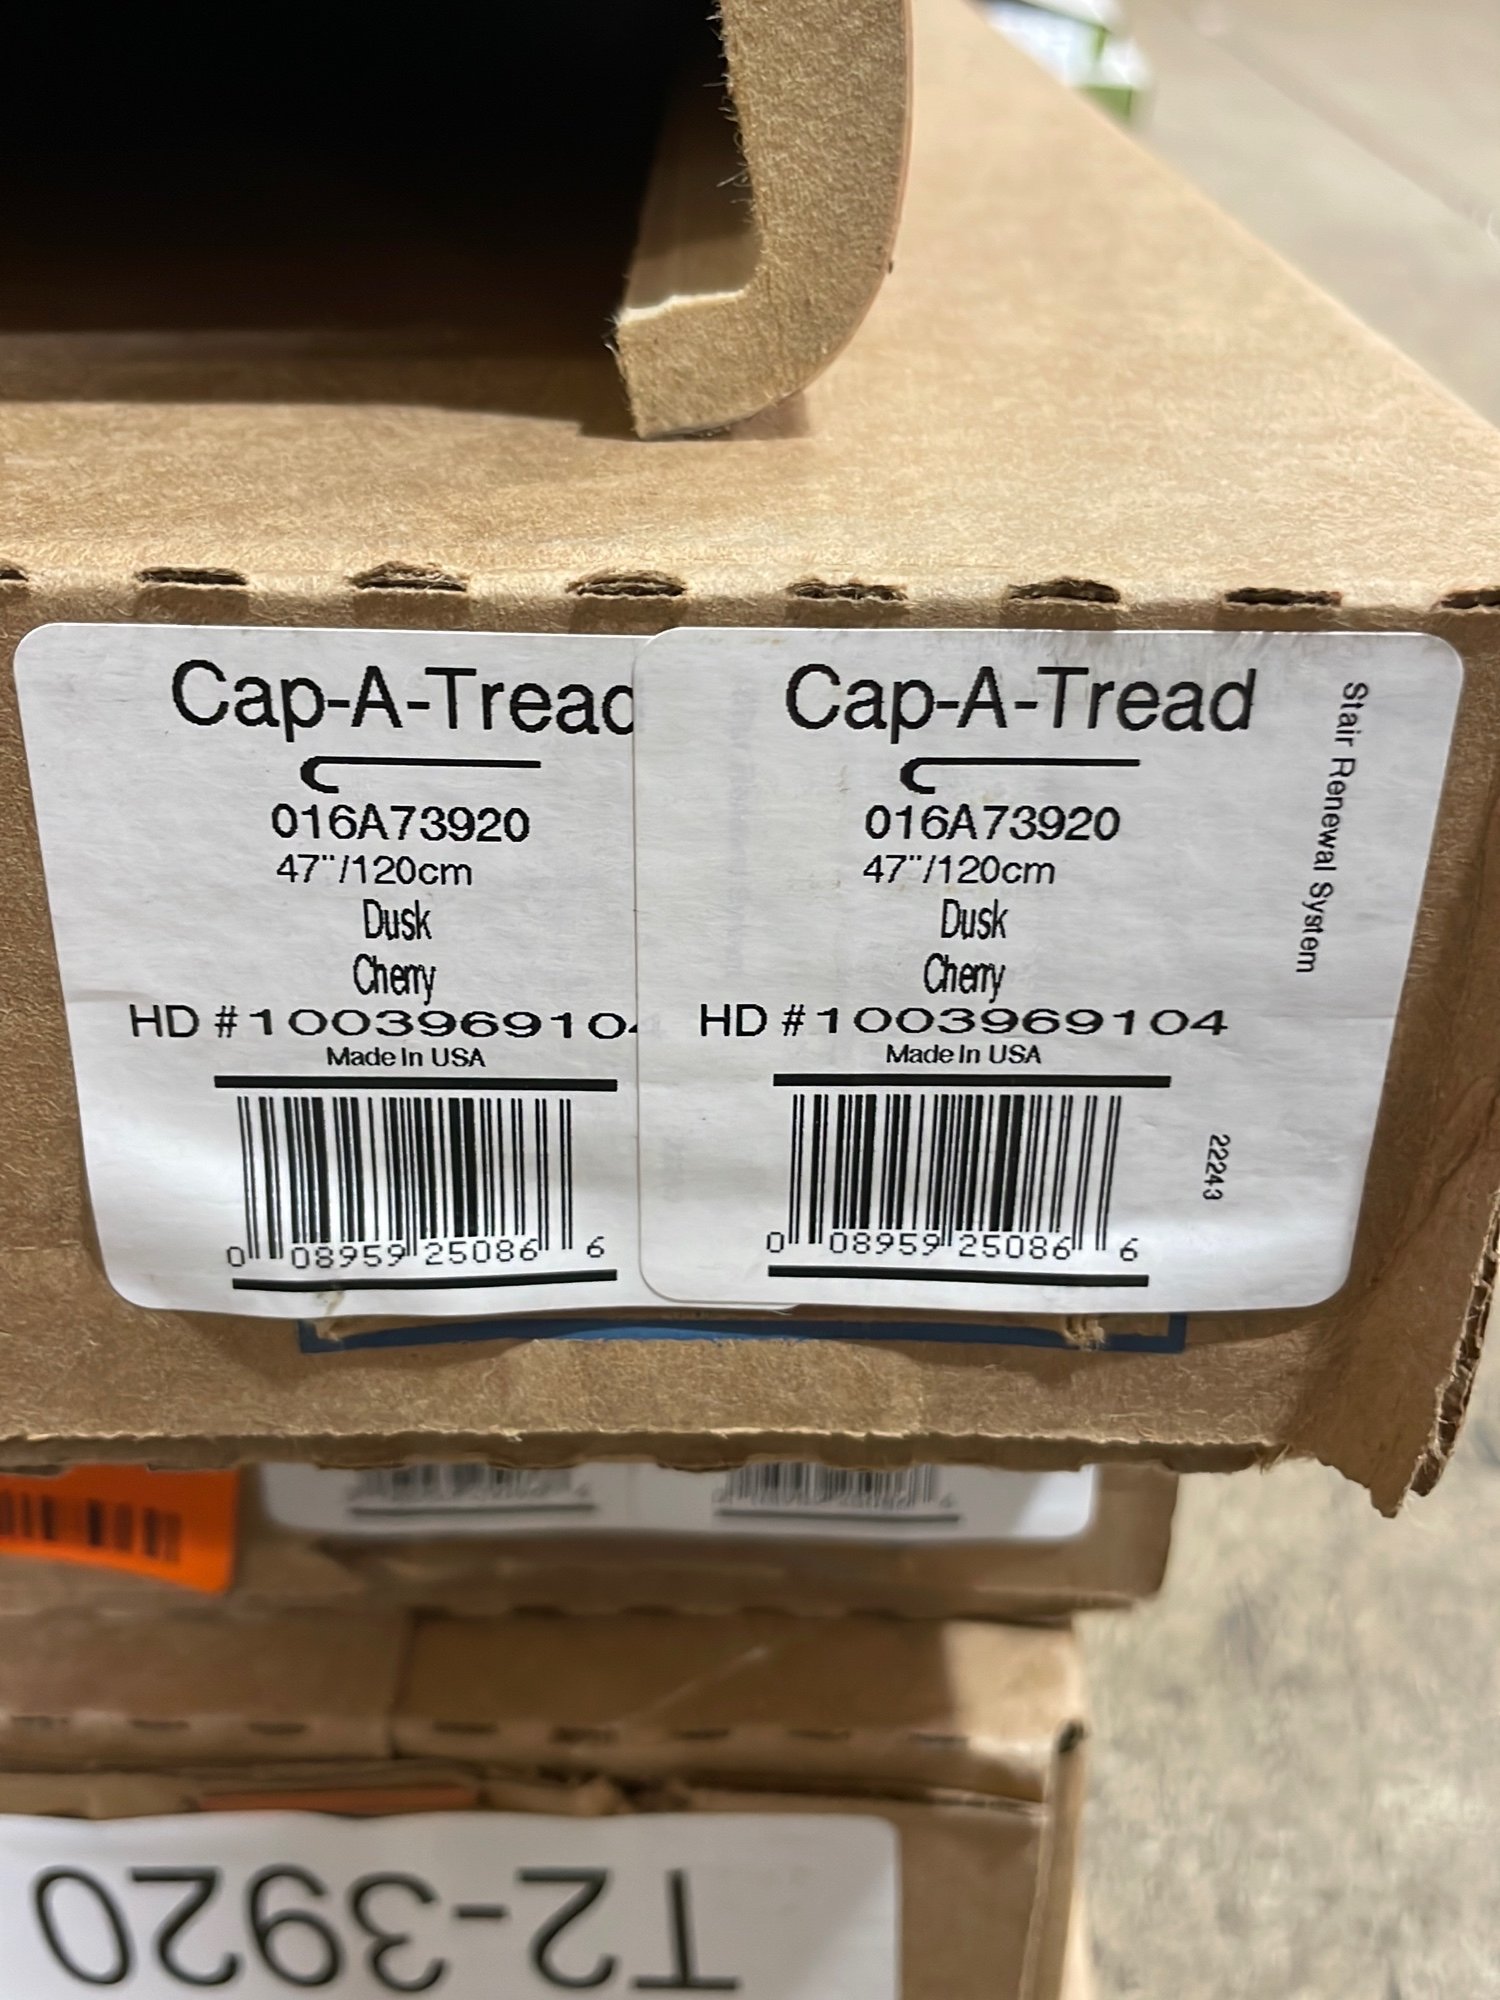 Cap-A-Tread
016A73920
47"/120cm
Dusk
Cherry
HD #1003969104
Made In USA
0 08959 25086 6
Cap-A-Tread
016A73920
47"/120cm
Dusk
Cherry
HD #1003969104
Made In USA
0 08959 25086 6
Stair Renewal System
22243
T2-3920